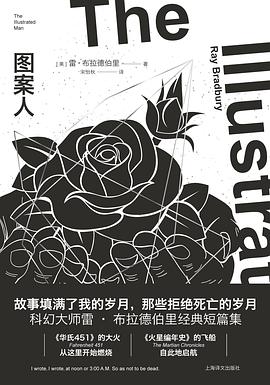 The
Illustrated
Man
The
图案人
［美］雷·布拉德伯里 著
宋怡秋 译
Ray Bradbury
Illustrat
故事填满了我的岁月，那些拒绝死亡的岁月
科幻大师雷 · 布拉德伯里经典短篇集
《华氏451》的大火
Fahrenheit 451
从这里开始燃烧
《火星编年史》的飞船
The Martian Chronicles
自此地启航
I wrote. I wrote. at noon or 3:00 A.M. So as not to be dead.
上海译文出版社